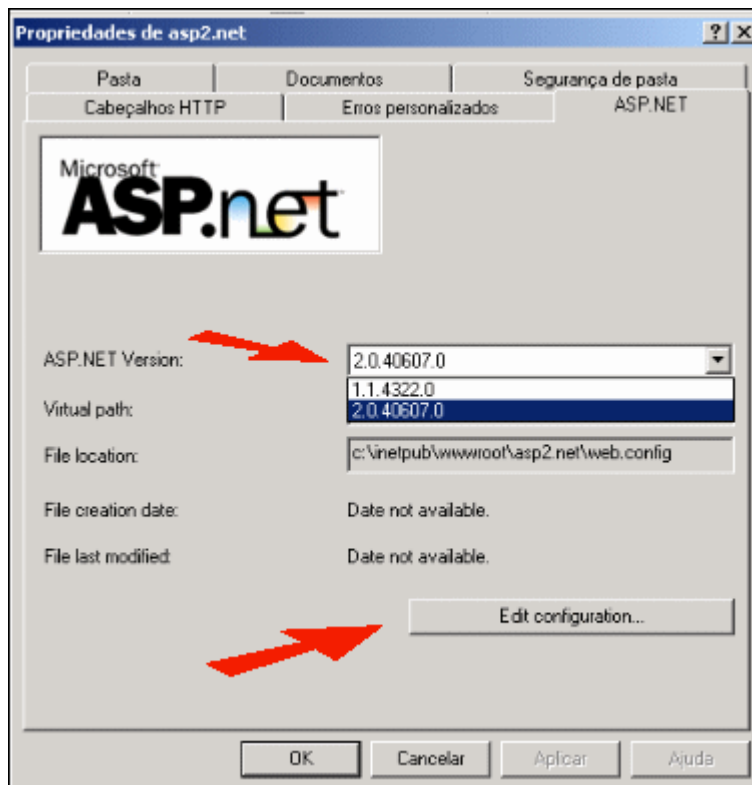 Propriedades de asp2.net
Pasta Documentos Segurança de pasta
Cabeçalhos HTTP Erros personalizados ASP.NET
Microsoft
ASP.net
ASP.NET Version: 2.0.40607.0
1.1.4322.0
Virtual path: 2.0.40607.0
File location: c:\inetpub\wwwroot\asp2.net\web.config
File creation date: Date not available.
File last modified: Date not available.
Edit configuration...
OK Cancelar Aplicar Ajuda